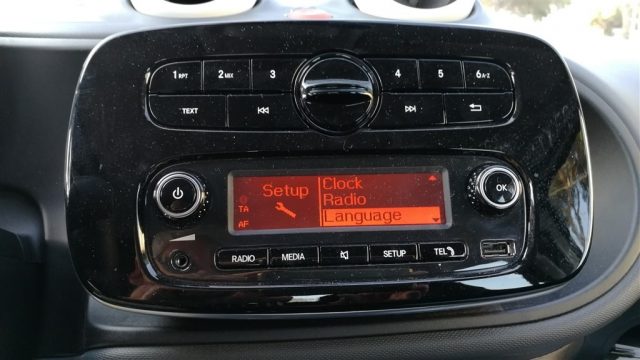 1 RPT 2 MIX 3 4 5 6 A-Z
TEXT
Setup
Clock
Radio
Language
TA
AF
OK
RADIO MEDIA SETUP TEL